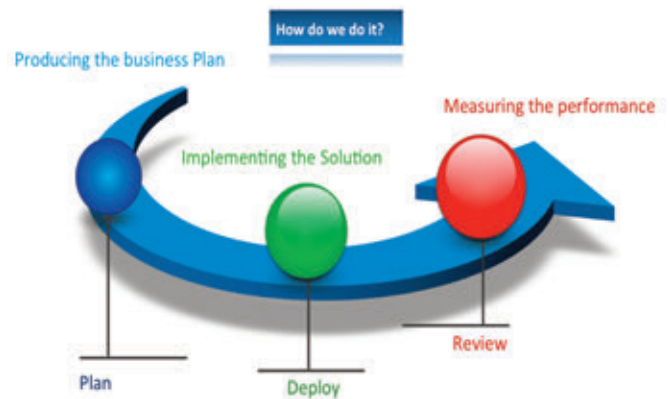 How do we do it?
Producing the business Plan
Measuring the performance
Implementing the Solution
Review
Plan
Deploy